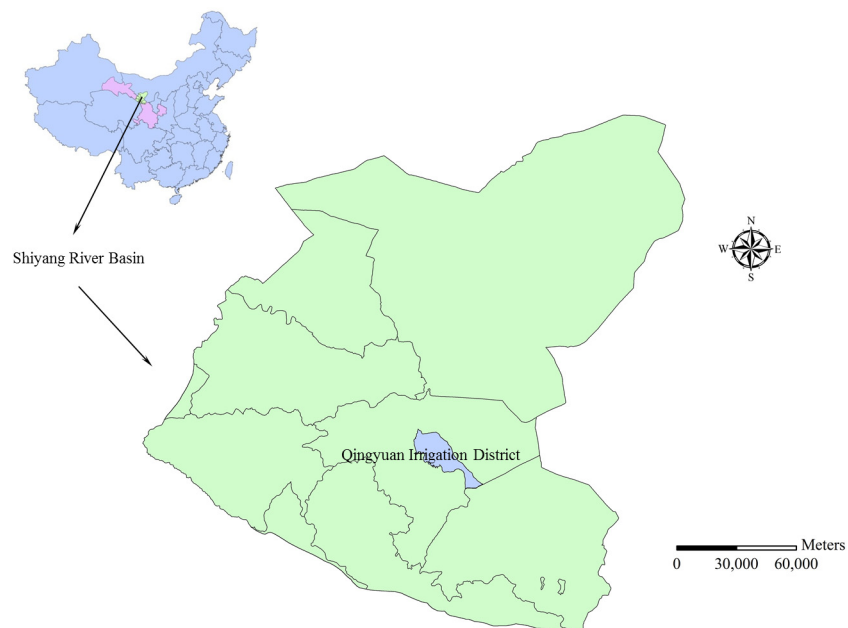 N
W E
S
Shiyang River Basin
Qingyuan Irrigation District
Meters
0 30,000 60,000